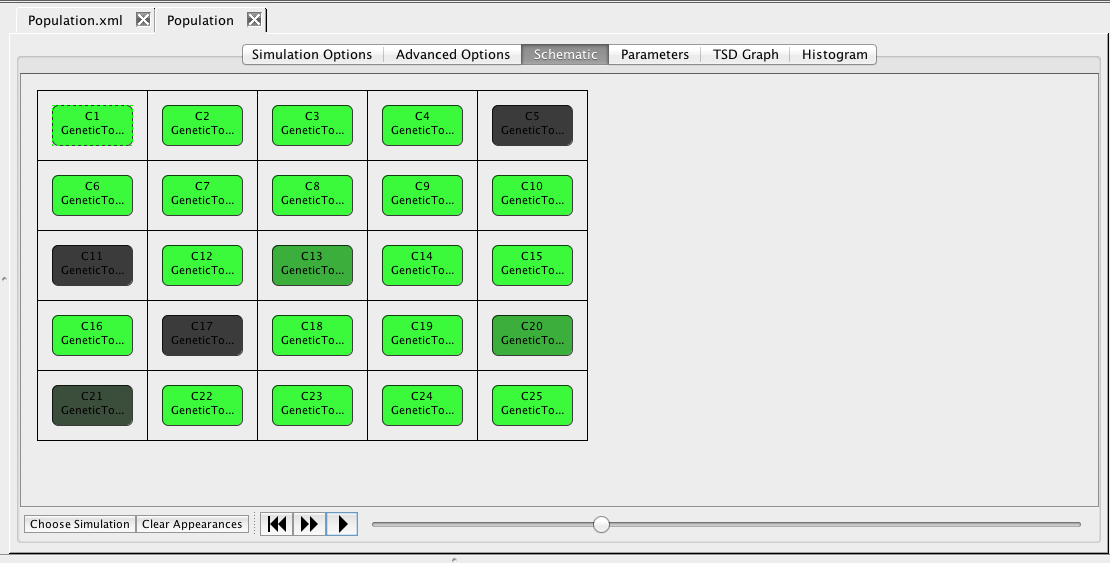 Population.xml Population
Simulation Options Advanced Options Schematic Parameters TSD Graph Histogram
C1 C2 C3 C4 C5
GeneticTo... GeneticTo... GeneticTo... GeneticTo... GeneticTo...
C6 C7 C8 C9 C10
GeneticTo... GeneticTo... GeneticTo... GeneticTo... GeneticTo...
C11 C12 C13 C14 C15
GeneticTo... GeneticTo... GeneticTo... GeneticTo... GeneticTo...
C16 C17 C18 C19 C20
GeneticTo... GeneticTo... GeneticTo... GeneticTo... GeneticTo...
C21 C22 C23 C24 C25
GeneticTo... GeneticTo... GeneticTo... GeneticTo... GeneticTo...
Choose Simulation Clear Appearances